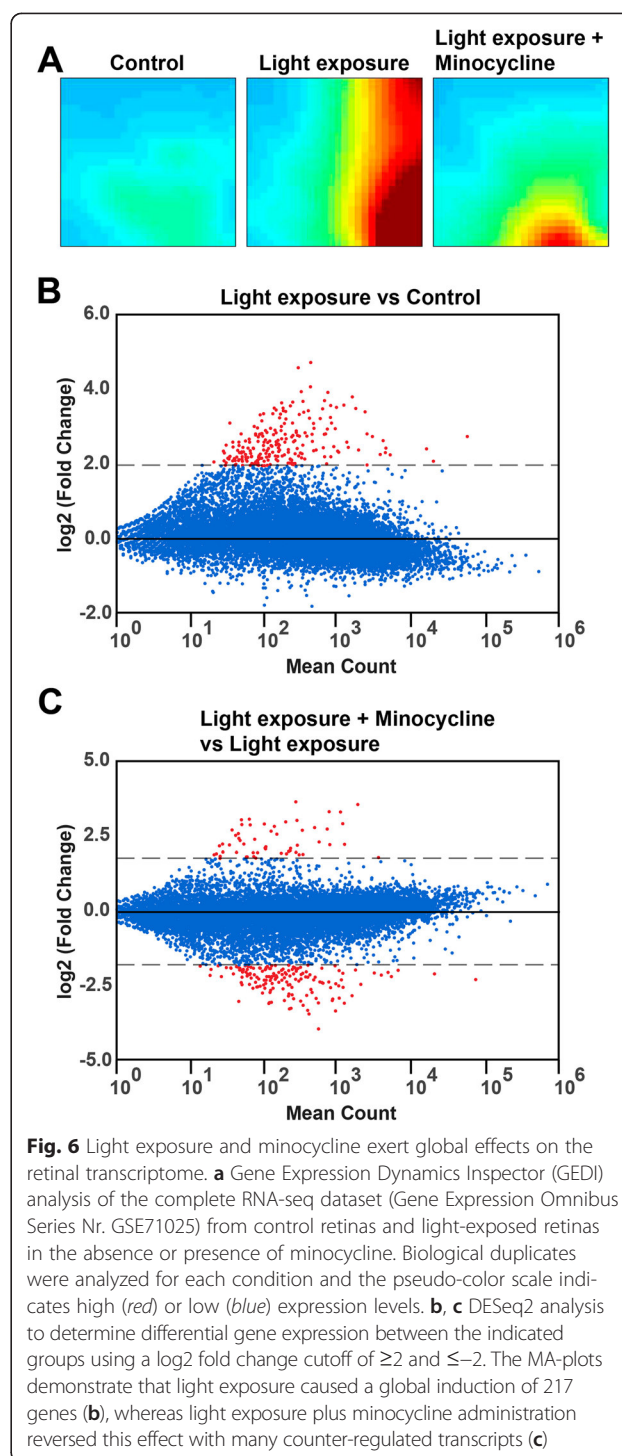 A
Control
Light exposure
Light exposure +
Minocycline
B
Light exposure vs Control
6.0
4.0
2.0
0.0
-2.0
log2 (Fold Change)
10^0 10^1 10^2 10^3 10^4 10^5 10^6
Mean Count
C
Light exposure + Minocycline
vs Light exposure
5.0
2.5
0.0
-2.5
-5.0
log2 (Fold Change)
10^0 10^1 10^2 10^3 10^4 10^5 10^6
Mean Count
Fig. 6 Light exposure and minocycline exert global effects on the
retinal transcriptome. a Gene Expression Dynamics Inspector (GEDI)
analysis of the complete RNA-seq dataset (Gene Expression Omnibus
Series Nr. GSE71025) from control retinas and light-exposed retinas
in the absence or presence of minocycline. Biological duplicates
were analyzed for each condition and the pseudo-color scale indi-
cates high (red) or low (blue) expression levels. b, c DESeq2 analysis
to determine differential gene expression between the indicated
groups using a log2 fold change cutoff of ≥2 and ≤−2. The MA-plots
demonstrate that light exposure caused a global induction of 217
genes (b), whereas light exposure plus minocycline administration
reversed this effect with many counter-regulated transcripts (c)